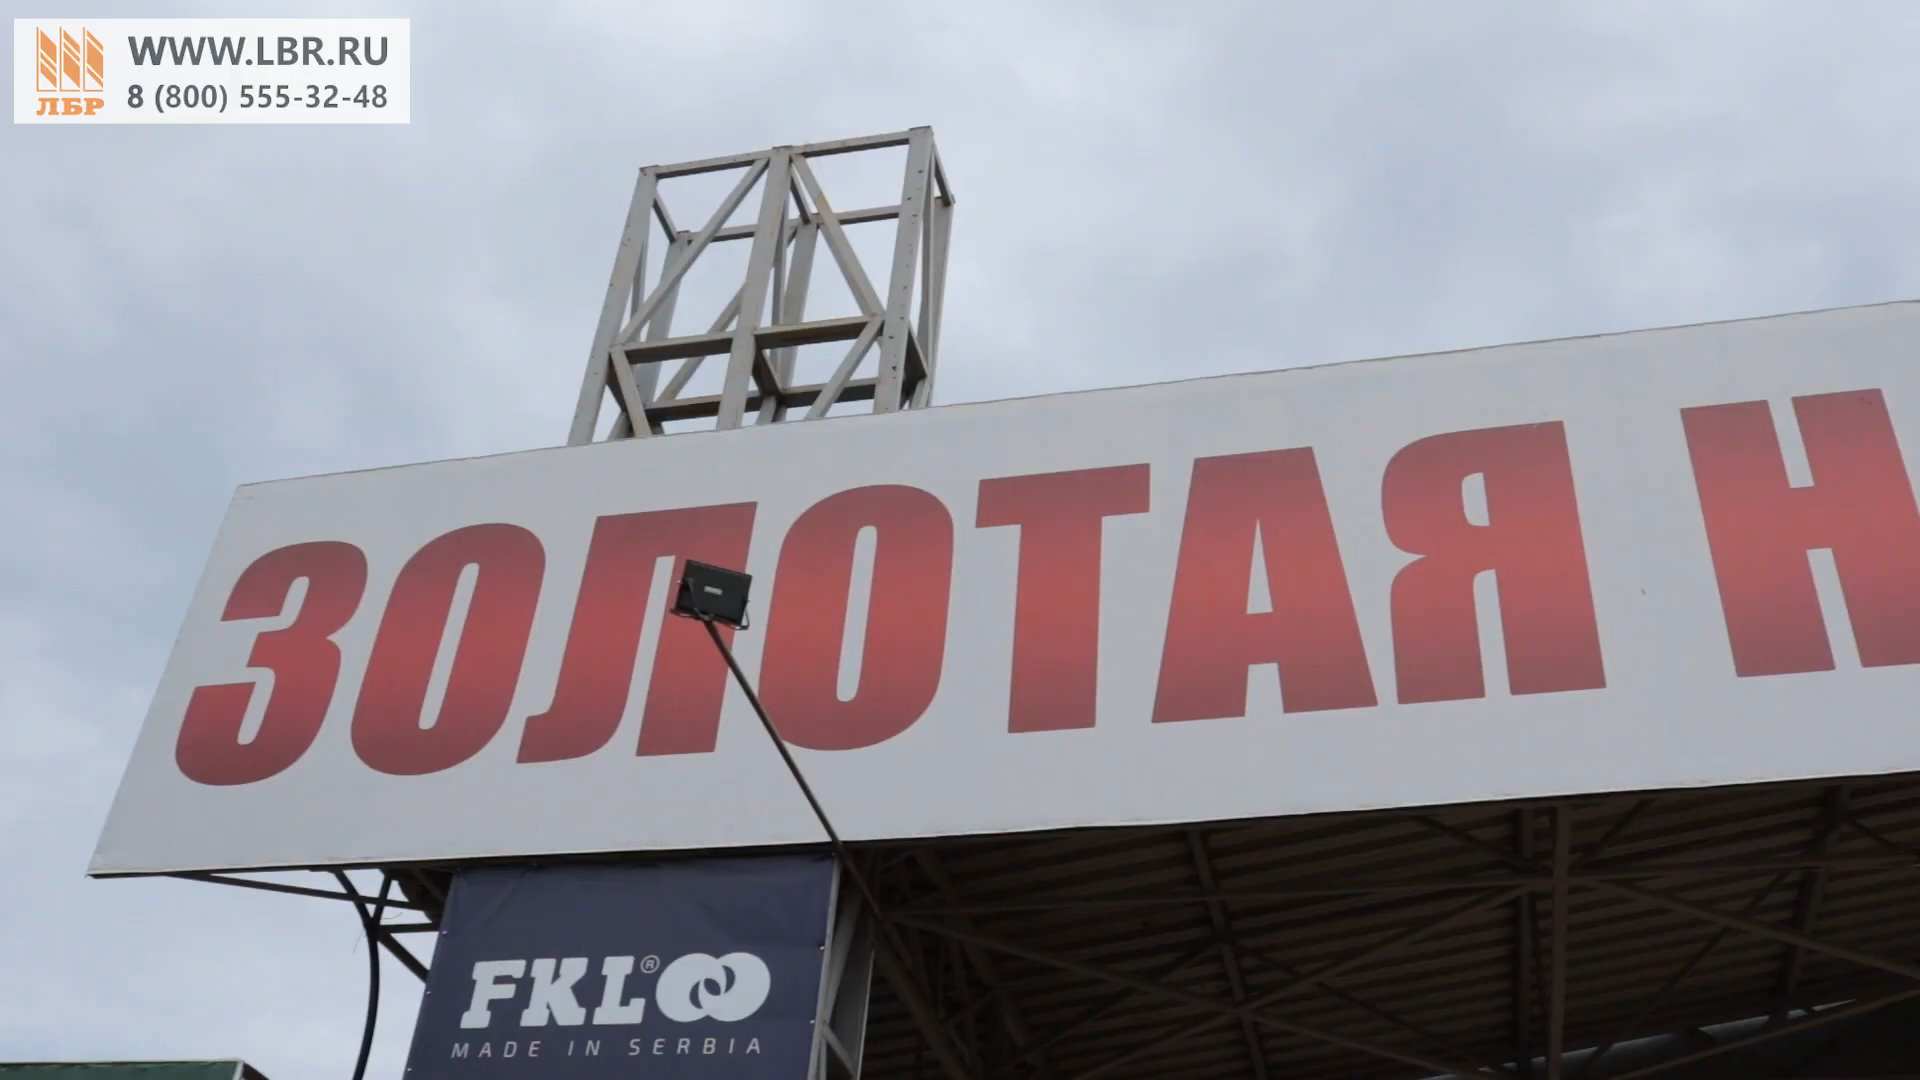 WWW.LBR.RU
8 (800) 555-32-48
ЛБР
ЗОЛОТАЯ Н
FKL®
MADE IN SERBIA